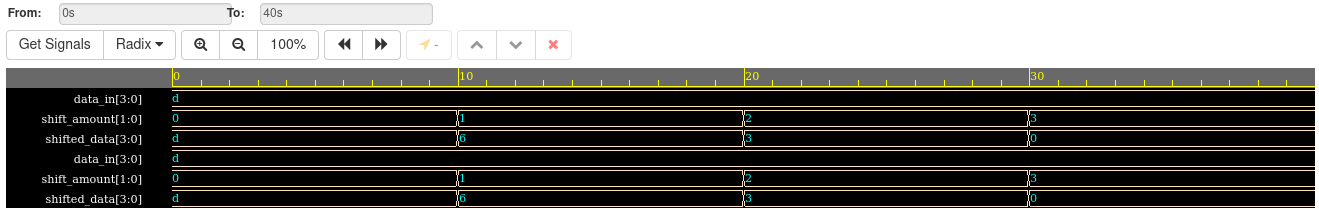 From: 0s To: 40s
Get Signals Radix 100% -
0 10 20 30
data_in[3:0] d
shift_amount[1:0] 0 1 2 3
shifted_data[3:0] d 6 3 0
data_in[3:0] d
shift_amount[1:0] 0 1 2 3
shifted_data[3:0] d 6 3 0